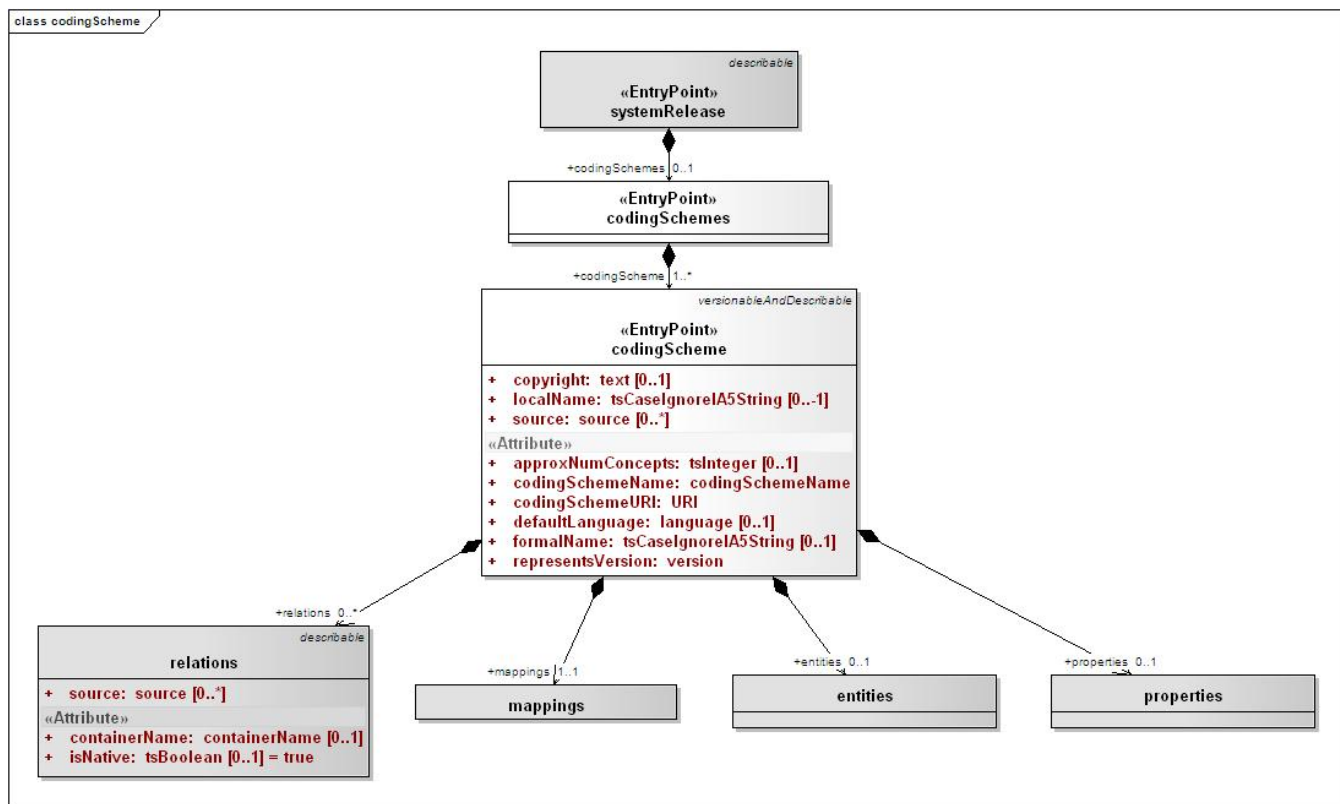 class codingScheme
describable
«EntryPoint»
systemRelease
+codingSchemes 0..1
«EntryPoint»
codingSchemes
+codingScheme 1..*
versionableAndDescribable
«EntryPoint»
codingScheme
+ copyright: text [0..1]
+ localName: tsCaseIgnoreIA5String [0..-1]
+ source: source [0..*]
«Attribute»
+ approxNumConcepts: tsInteger [0..1]
+ codingSchemeName: codingSchemeName
+ codingSchemeURI: URI
+ defaultLanguage: language [0..1]
+ formalName: tsCaseIgnoreIA5String [0..1]
+ representsVersion: version
+relations 0..*
describable
relations
+ source: source [0..*]
«Attribute»
+ containerName: containerName [0..1]
+ isNative: tsBoolean [0..1] = true
+mappings 1..1
mappings
+entities 0..1
entities
+properties 0..1
properties